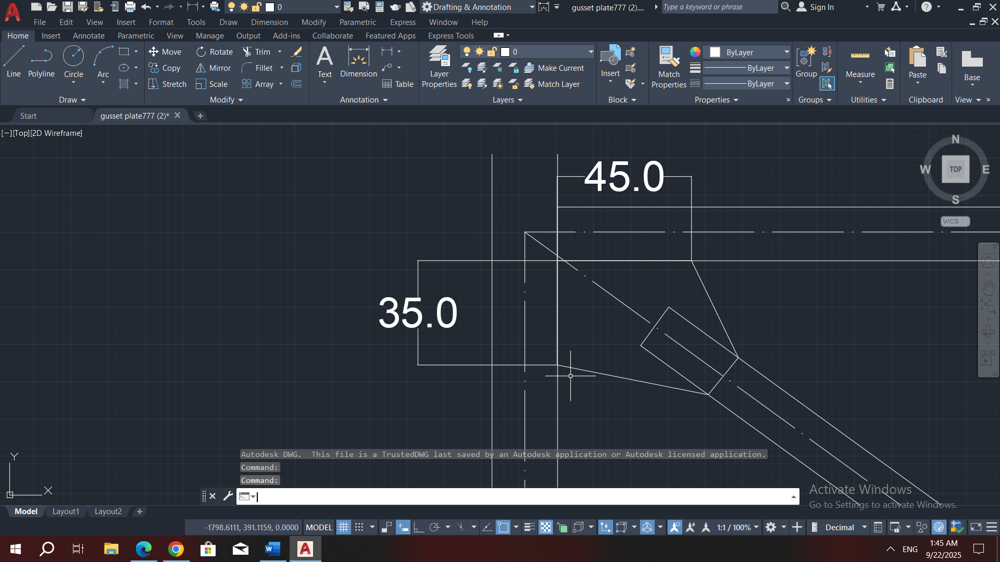 0
Drafting & Annotation
gusset plate777 (2)....
Type a keyword or phrase
Sign In
File Edit View Insert Format Tools Draw Dimension Modify Parametric Express Window Help
Home Insert Annotate Parametric View Manage Output Add-ins Collaborate Featured Apps Express Tools
Line Polyline Circle Arc
Move Rotate Trim
Copy Mirror Fillet
Stretch Scale Array
Text Dimension Table
Layer Properties
0
Make Current
Match Layer
Insert
Match Properties
ByLayer
ByLayer
ByLayer
Group
Measure
Paste
Base
Draw Modify Annotation Layers Block Properties Groups Utilities Clipboard View
Start gusset plate777 (2)*
[−][Top][2D Wireframe]
N
W TOP E
S
WCS
45.0
35.0
Y
X
Autodesk DWG.  This file is a TrustedDWG last saved by an Autodesk application or Autodesk licensed application.
Command:
Command:
Activate Windows
Go to Settings to activate Windows.
Model Layout1 Layout2
-1798.6111, 391.1159, 0.0000 MODEL 1:1 / 100% Decimal
ENG
1:45 AM
9/22/2025